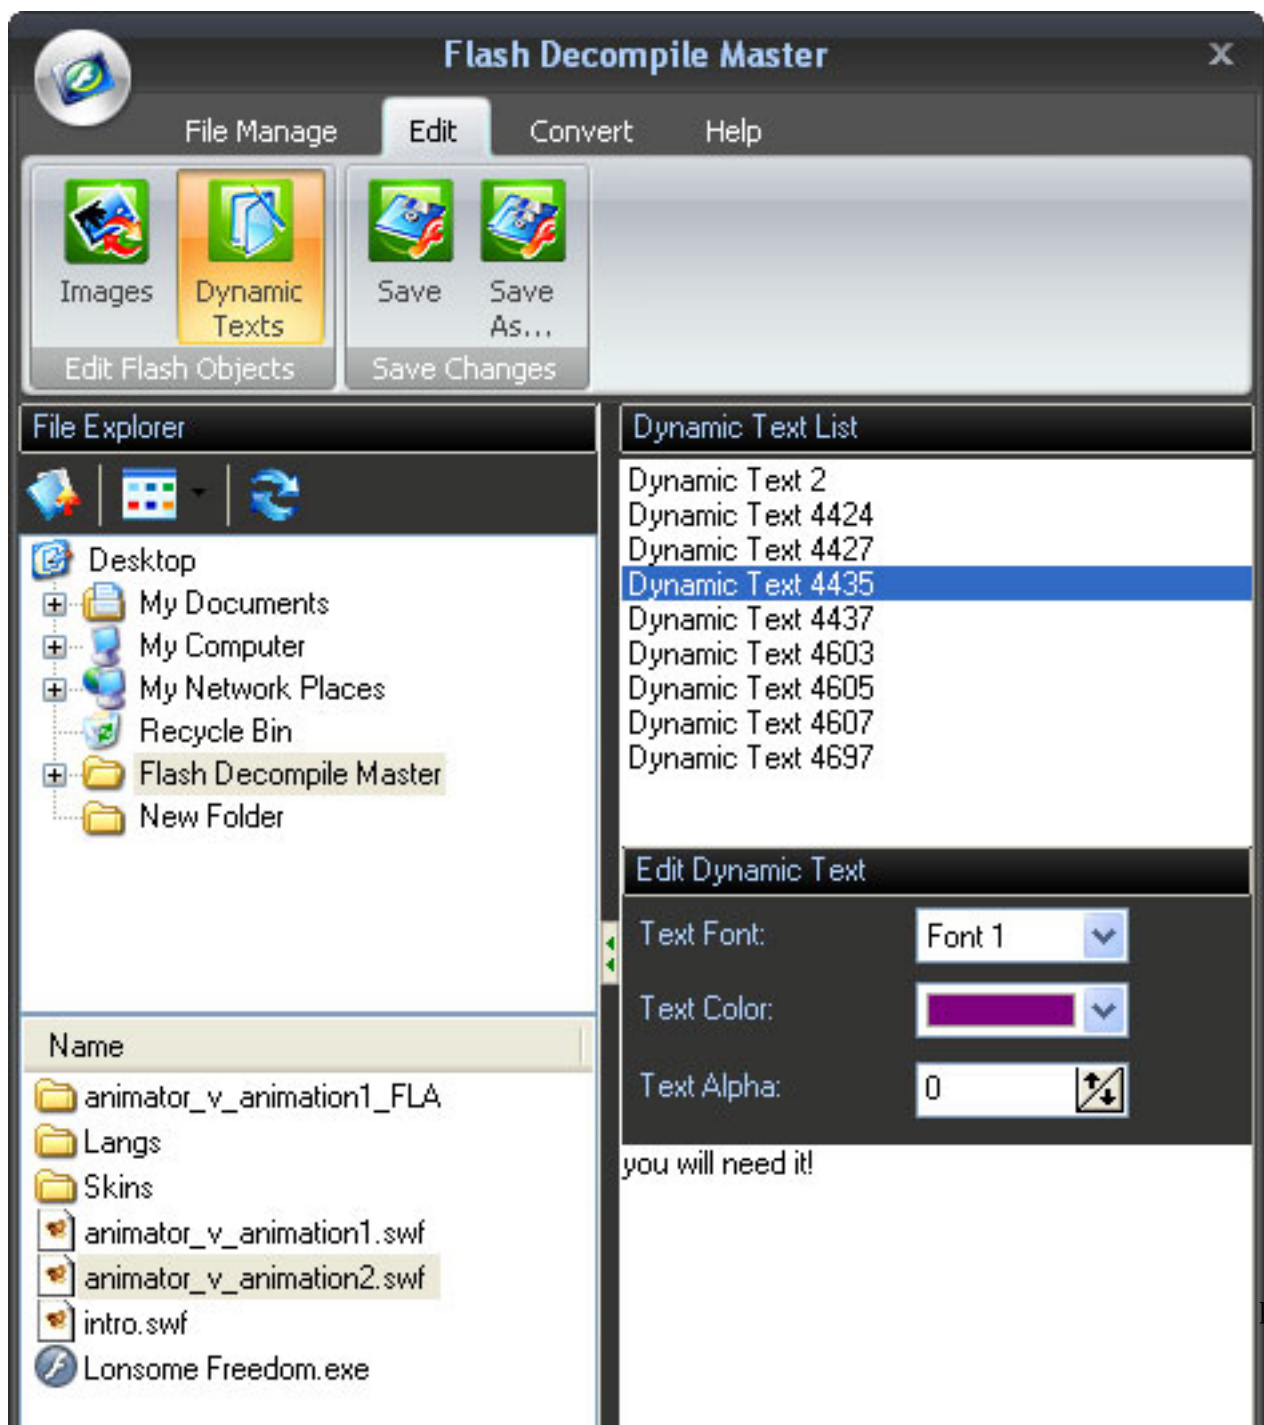 Flash Decompile Master
File Manage Edit Convert Help
Images
Dynamic
Texts
Save
Save
As...
Edit Flash Objects
Save Changes
File Explorer
Desktop
My Documents
My Computer
My Network Places
Recycle Bin
Flash Decompile Master
New Folder
Name
animator_v_animation1_FLA
Langs
Skins
animator_v_animation1.swf
animator_v_animation2.swf
intro.swf
Lonsome Freedom.exe
Dynamic Text List
Dynamic Text 2
Dynamic Text 4424
Dynamic Text 4427
Dynamic Text 4435
Dynamic Text 4437
Dynamic Text 4603
Dynamic Text 4605
Dynamic Text 4607
Dynamic Text 4697
Edit Dynamic Text
Text Font: Font 1
Text Color:
Text Alpha: 0
you will need it!